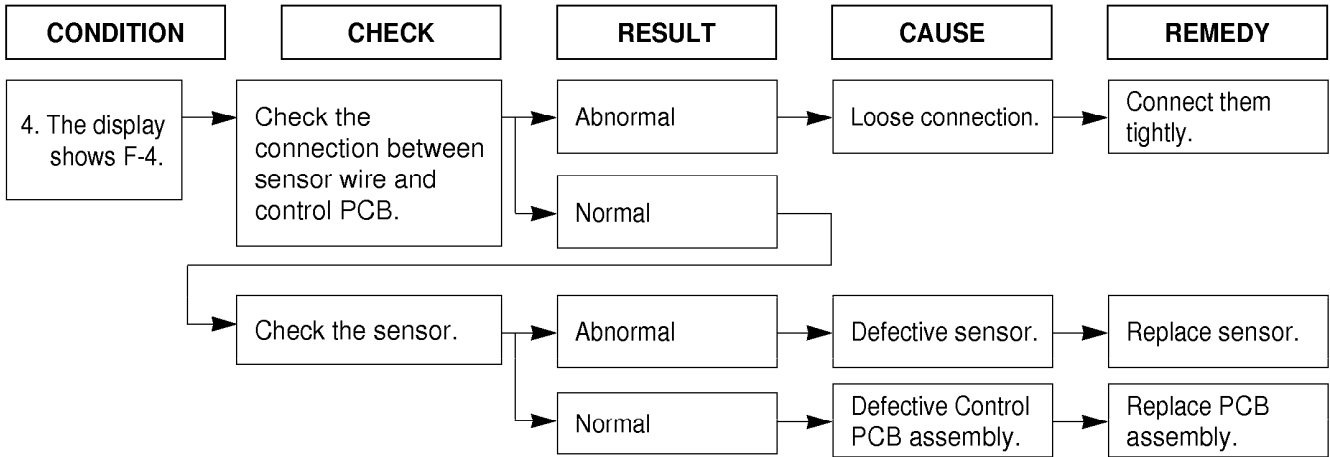 CONDITION
CHECK
RESULT
CAUSE
REMEDY
4. The display
shows F-4.
Check the
connection between
sensor wire and
control PCB.
Abnormal
Loose connection.
Connect them
tightly.
Normal
Check the sensor.
Abnormal
Defective sensor.
Replace sensor.
Normal
Defective Control
PCB assembly.
Replace PCB
assembly.